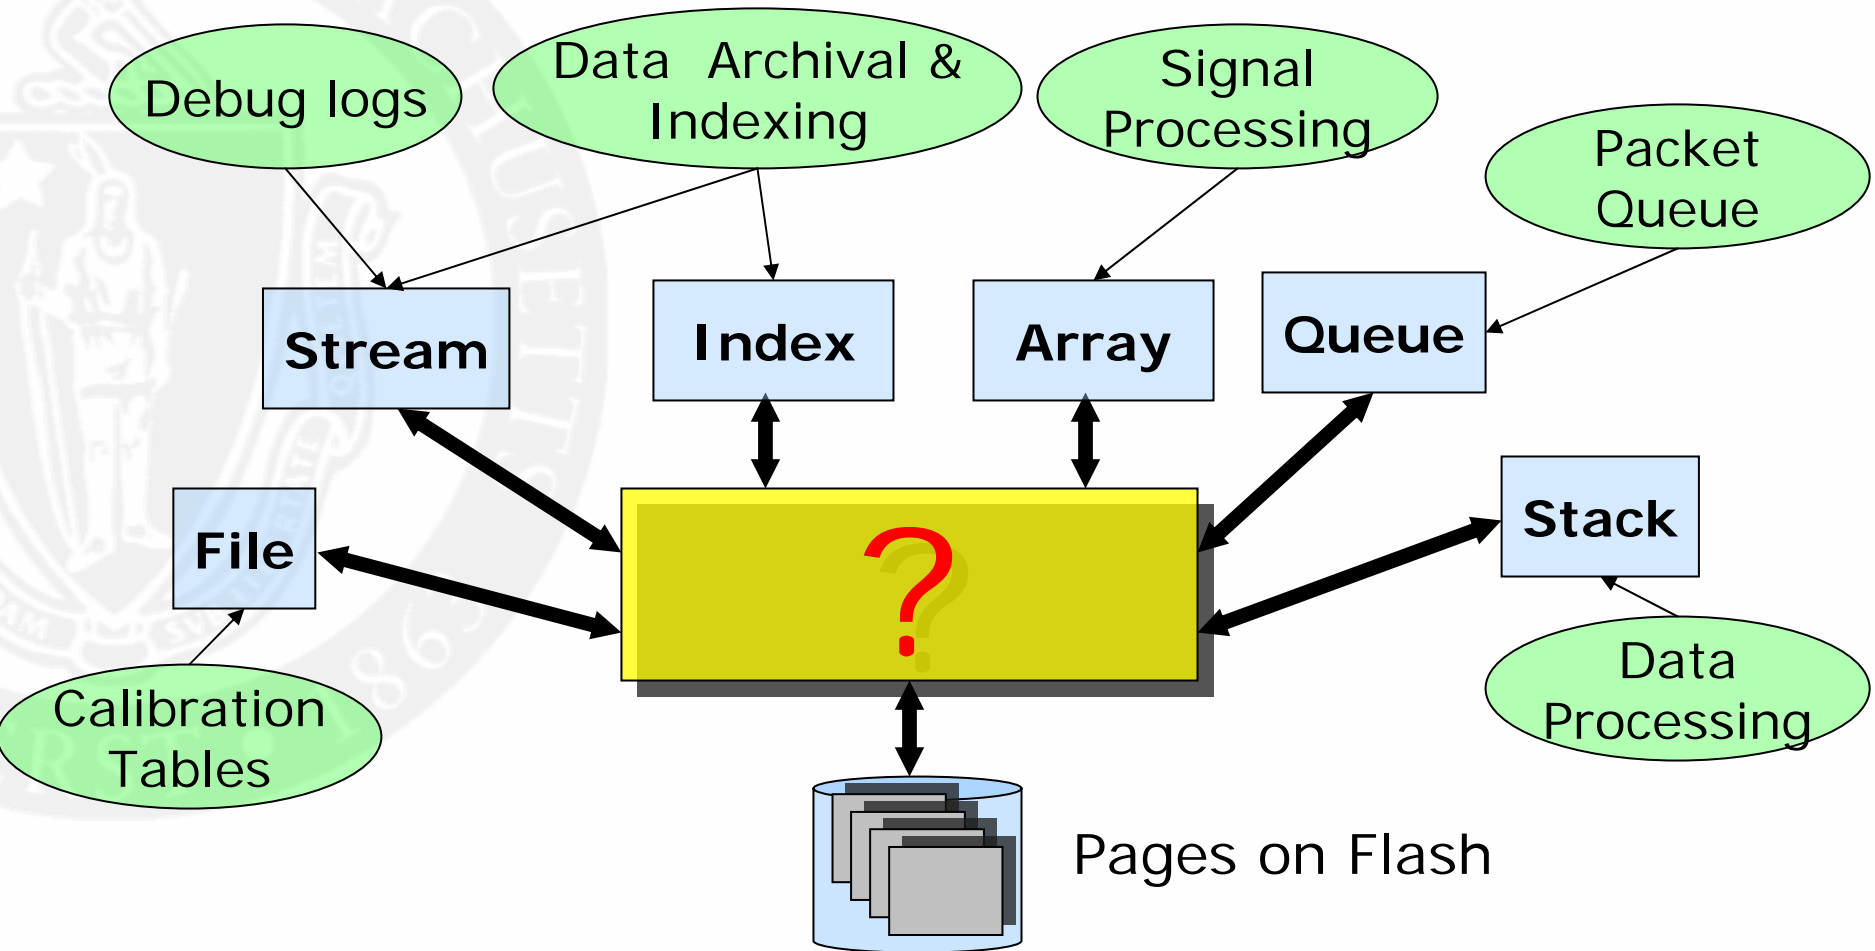 Debug logs
Data Archival &
Indexing
Signal
Processing
Packet
Queue
Stream
Index
Array
Queue
File
?
Stack
Calibration
Tables
Data
Processing
Pages on Flash